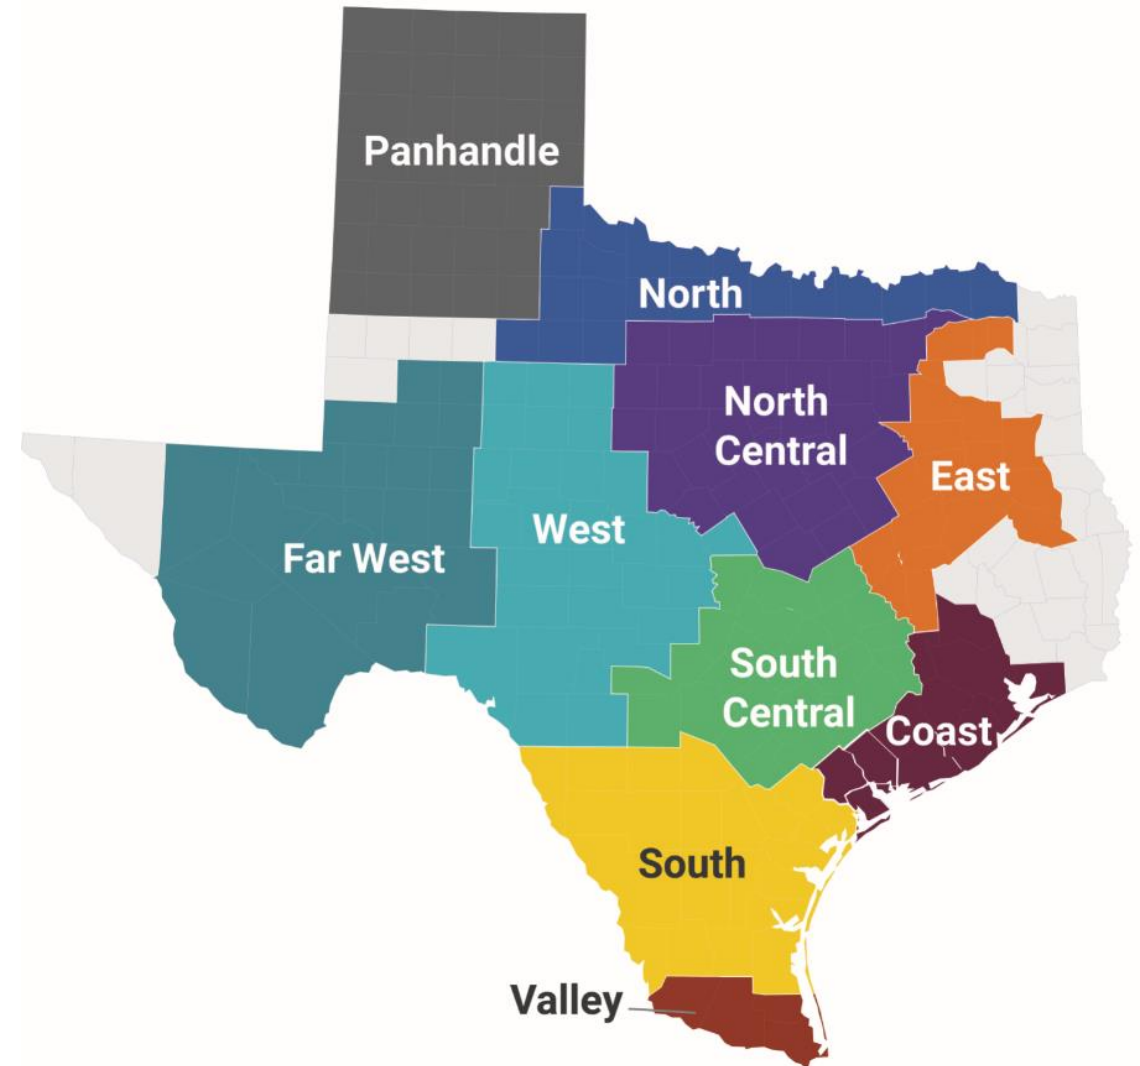 Panhandle
North
North
Central
East
West
Far West
South
Central
Coast
South
Valley